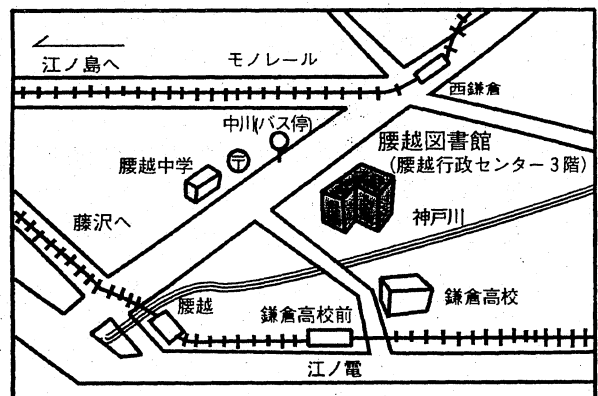 江ノ島へ
モノレール
西鎌倉
中川(バス停)
腰越図書館
(腰越行政センター3階)
腰越中学
〒
藤沢へ
神戸川
腰越
鎌倉高校前
鎌倉高校
江ノ電